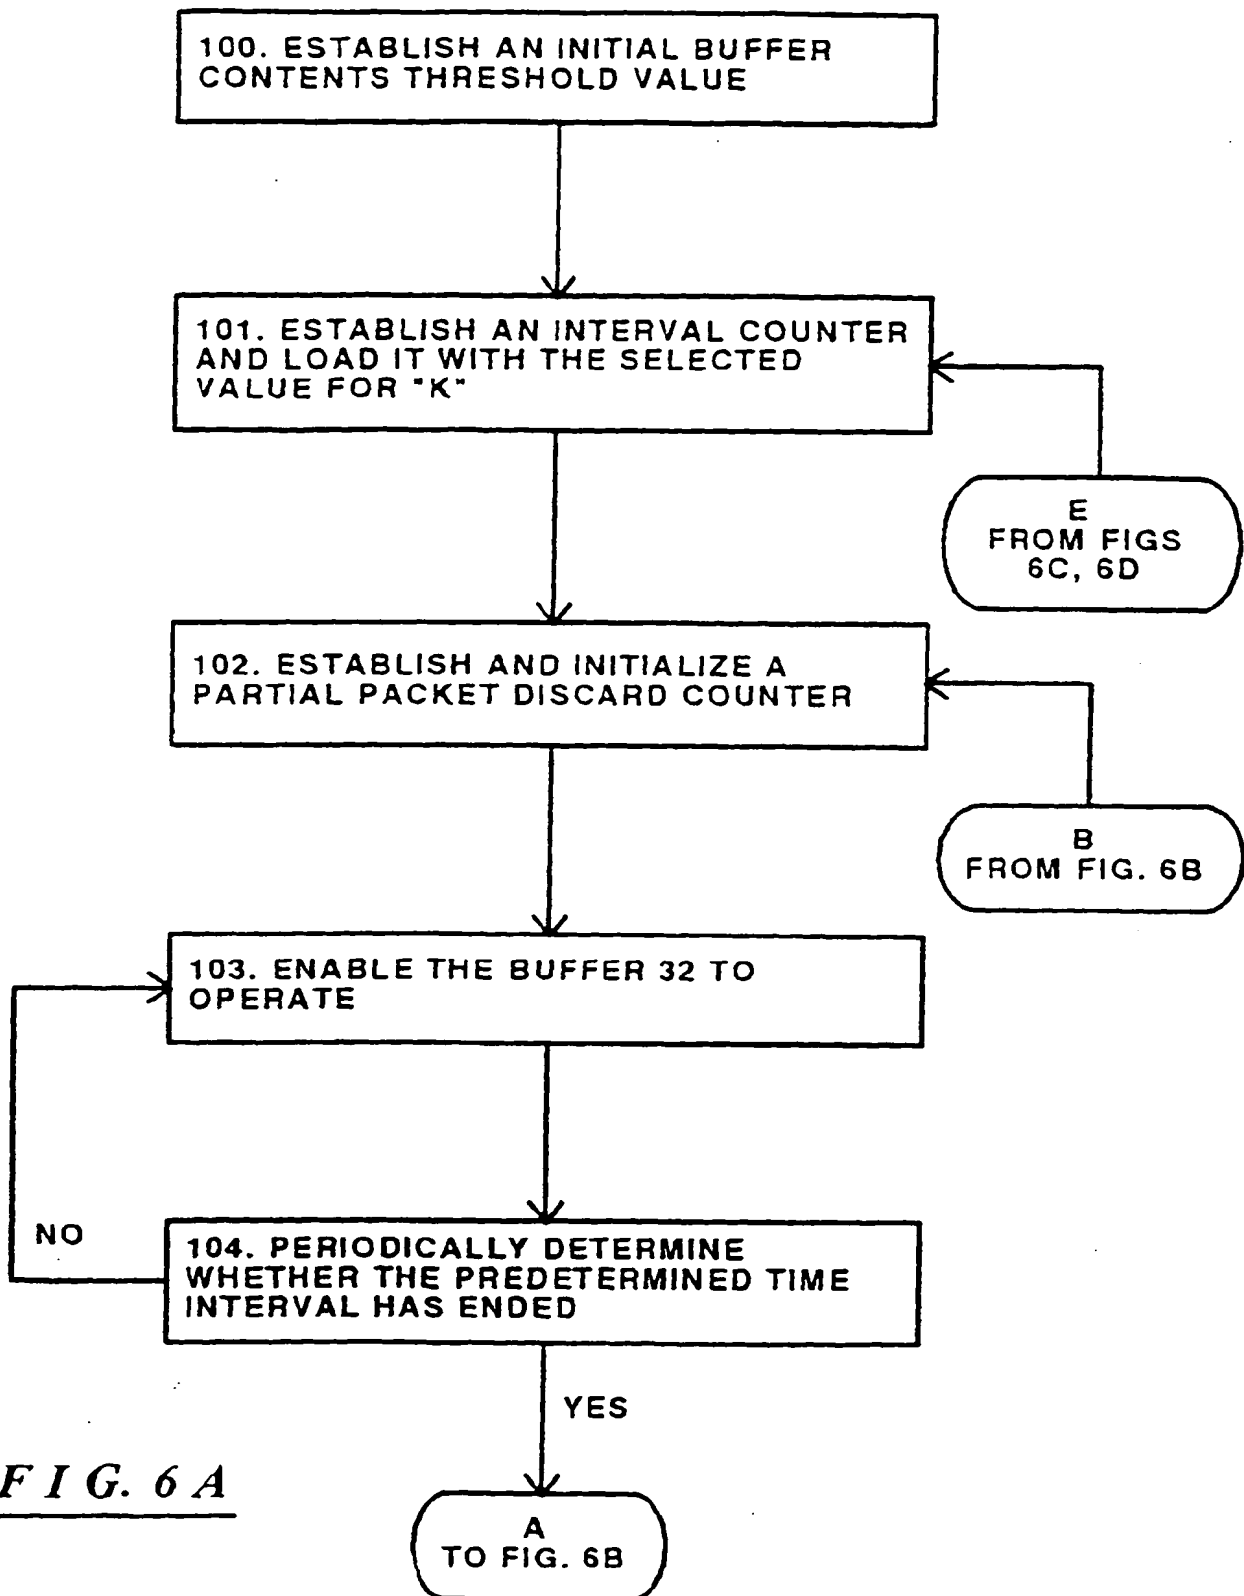 100. ESTABLISH AN INITIAL BUFFER
CONTENTS THRESHOLD VALUE
101. ESTABLISH AN INTERVAL COUNTER
AND LOAD IT WITH THE SELECTED
VALUE FOR "K"
E
FROM FIGS
6C, 6D
102. ESTABLISH AND INITIALIZE A
PARTIAL PACKET DISCARD COUNTER
B
FROM FIG. 6B
103. ENABLE THE BUFFER 32 TO
OPERATE
NO
104. PERIODICALLY DETERMINE
WHETHER THE PREDETERMINED TIME
INTERVAL HAS ENDED
YES
FIG. 6A
A
TO FIG. 6B